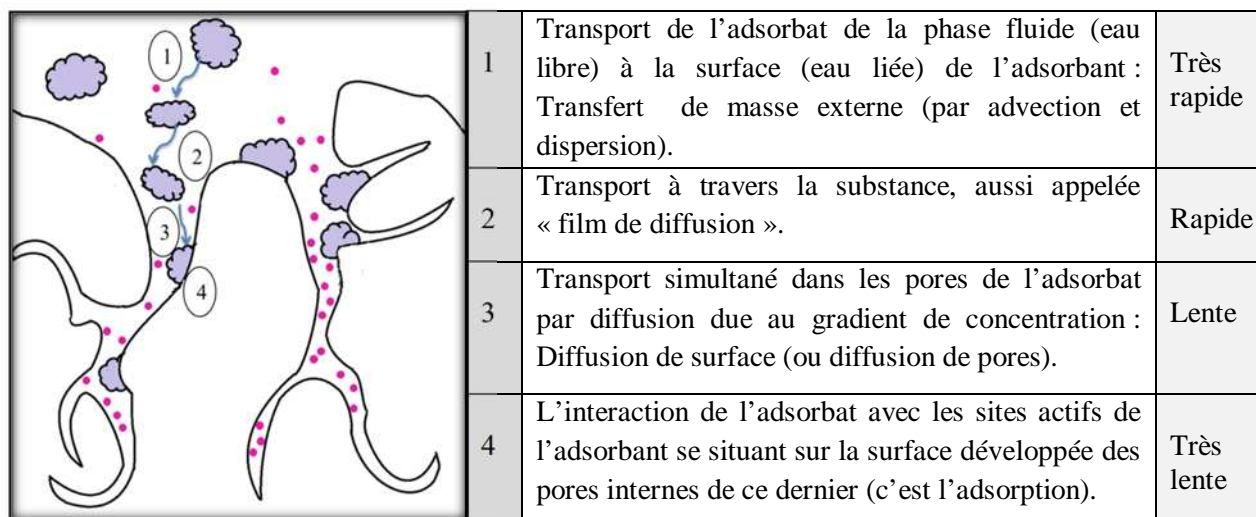 1
2
3
4
1
Transport de l’adsorbat de la phase fluide (eau
libre) à la surface (eau liée) de l’adsorbant :
Transfert de masse externe (par advection et
dispersion).
Très
rapide
2
Transport à travers la substance, aussi appelée
« film de diffusion ».
Rapide
3
Transport simultané dans les pores de l’adsorbat
par diffusion due au gradient de concentration :
Diffusion de surface (ou diffusion de pores).
Lente
4
L’interaction de l’adsorbat avec les sites actifs de
l’adsorbant se situant sur la surface développée des
pores internes de ce dernier (c’est l’adsorption).
Très
lente